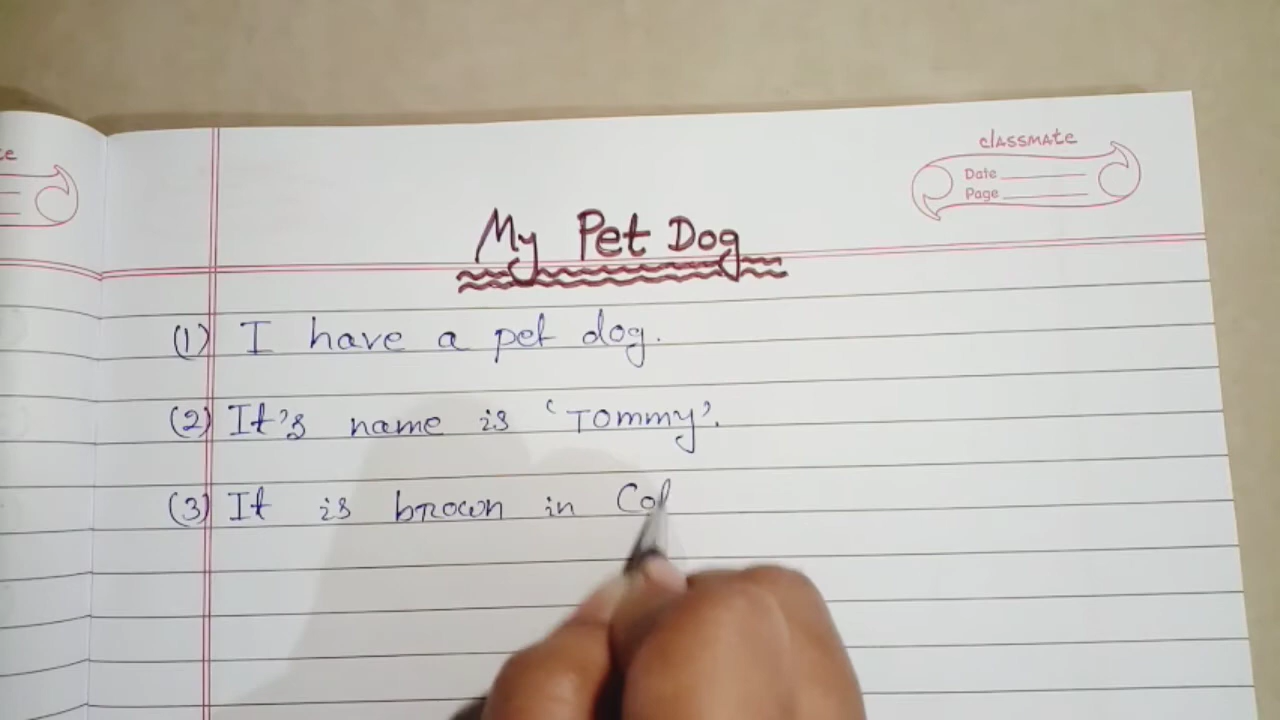 ce
classmate
Date
Page
My Pet Dog
(1) I have a pet dog.
(2) It's name is 'Tommy'.
(3) It is brown in Col